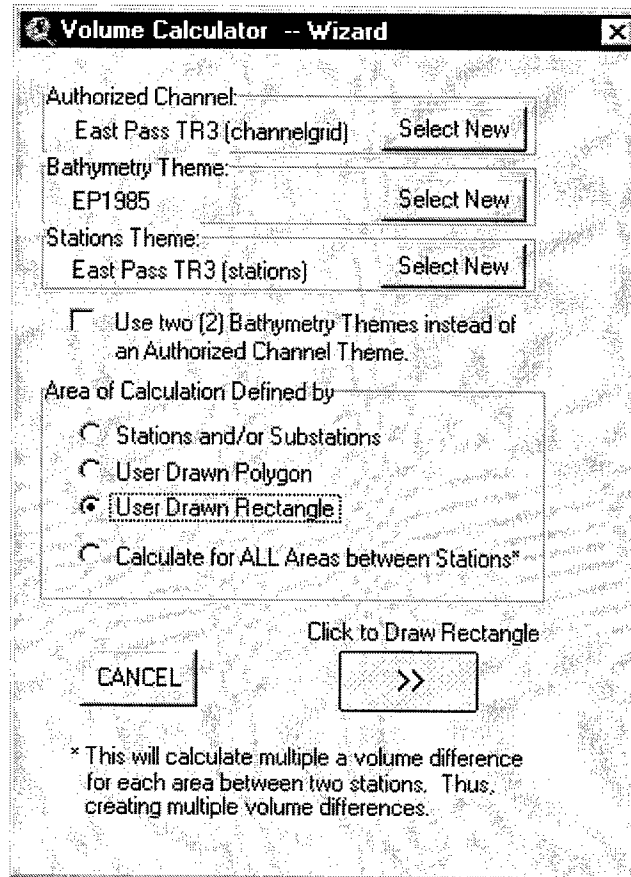 Volume Calculator -- Wizard
Authorized Channel:
East Pass TR3 (channelgrid)
Select New
Bathymetry Theme:
EP1985
Select New
Stations Theme:
East Pass TR3 (stations)
Select New
Use two (2) Bathymetry Themes instead of
an Authorized Channel Theme.
Area of Calculation Defined by
Stations and/or Substations
User Drawn Polygon
User Drawn Rectangle
Calculate for ALL Areas between Stations*
Click to Draw Rectangle
CANCEL
>>
* This will calculate multiple a volume difference
for each area between two stations. Thus,
creating multiple volume differences.